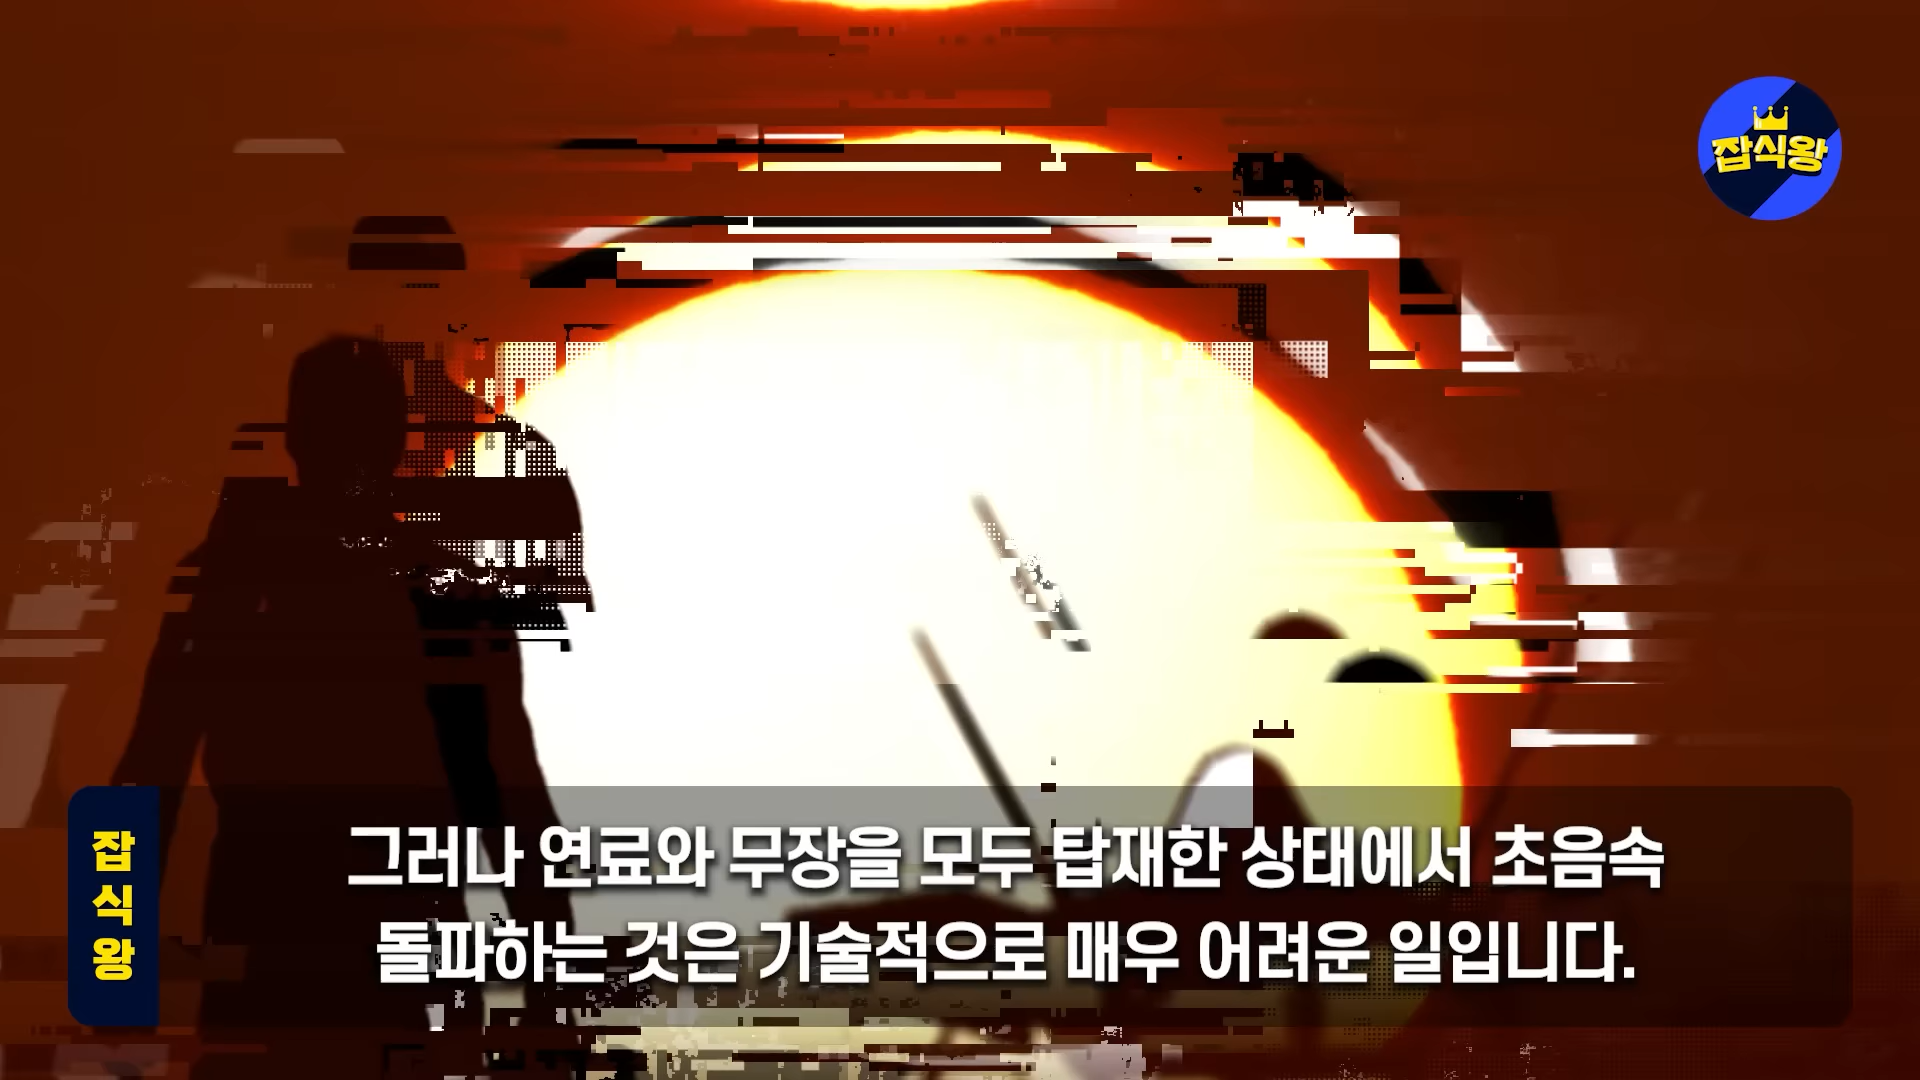 잡식왕
잡식왕
그러나 연료와 무장을 모두 탑재한 상태에서 초음속
돌파하는 것은 기술적으로 매우 어려운 일입니다.